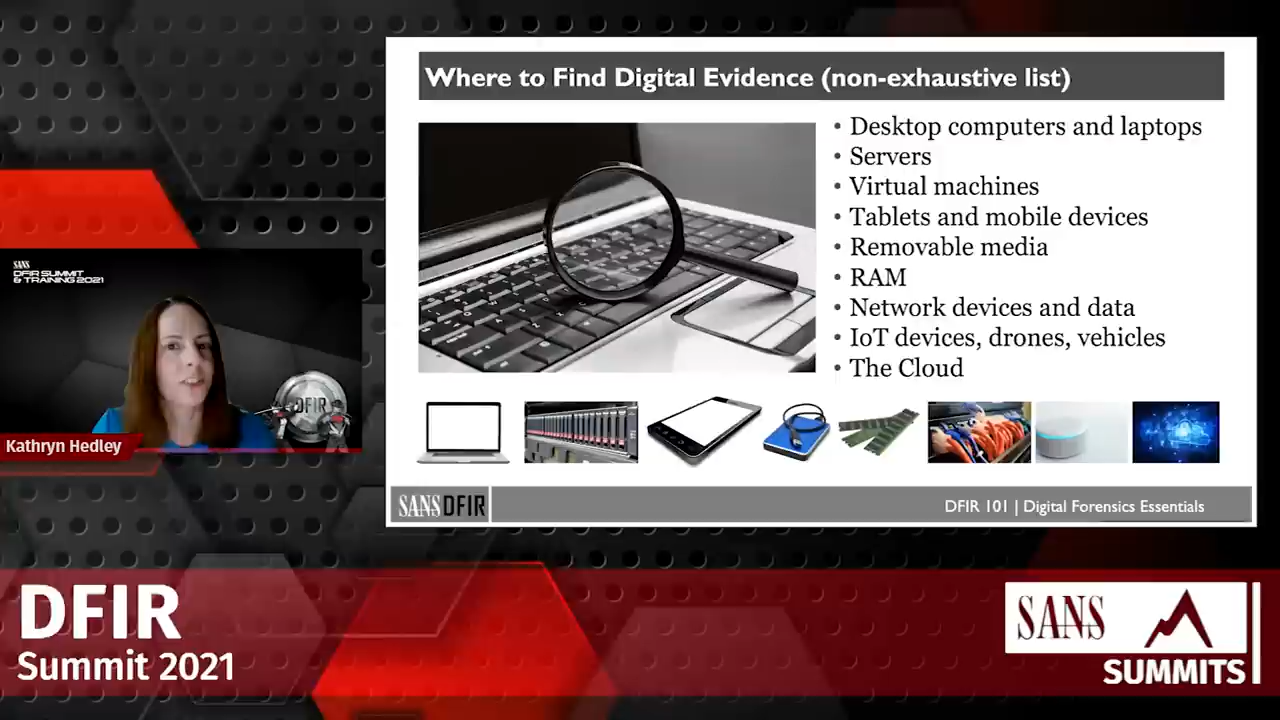 Where to Find Digital Evidence (non-exhaustive list)
• Desktop computers and laptops
• Servers
• Virtual machines
• Tablets and mobile devices
• Removable media
• RAM
• Network devices and data
• IoT devices, drones, vehicles
• The Cloud
SANS DFIR
DFIR 101 | Digital Forensics Essentials
SANS
DFIR SUMMIT
& TRAINING 2021
DFIR
Kathryn Hedley
DFIR
Summit 2021
SANS
SUMMITS